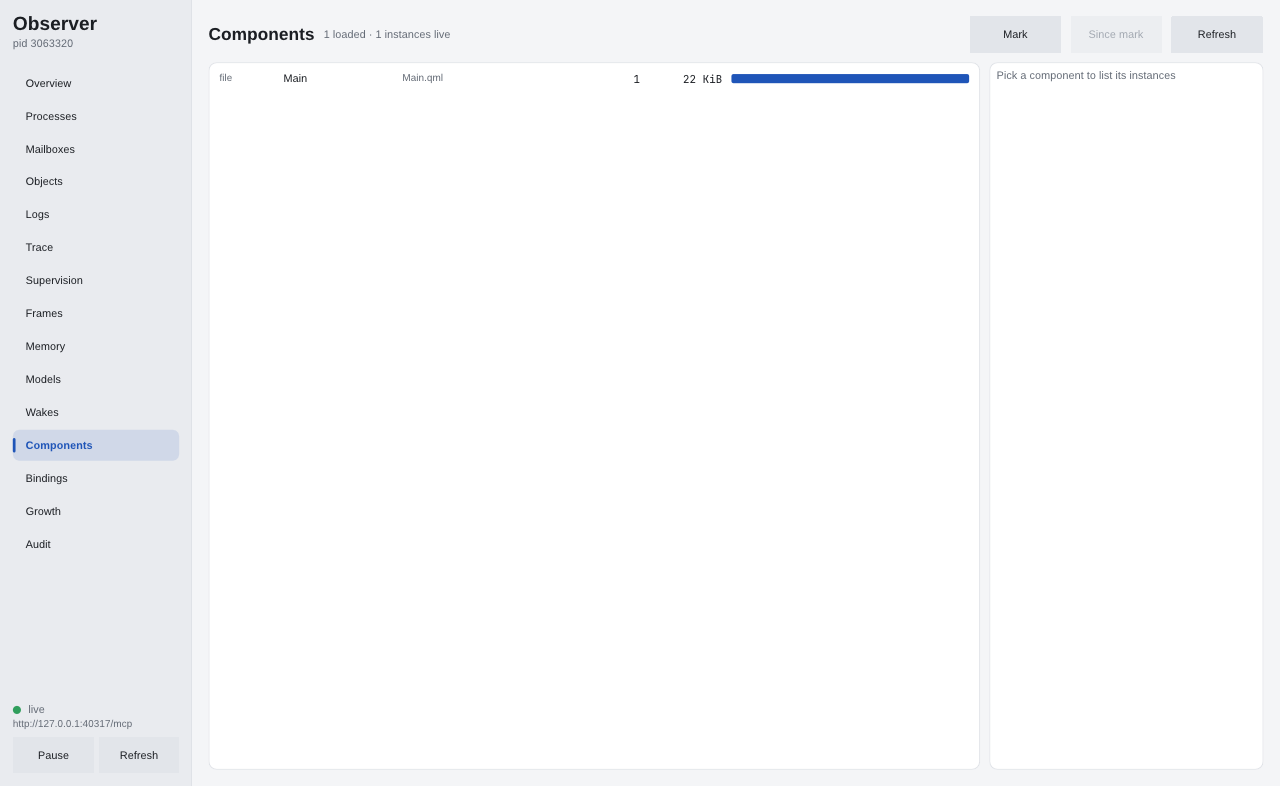 Observer
pid 3063320
Overview
Processes
Mailboxes
Objects
Logs
Trace
Supervision
Frames
Memory
Models
Wakes
Components
Bindings
Growth
Audit
live
http://127.0.0.1:40317/mcp
Pause
Refresh
Components
1 loaded · 1 instances live
Mark
Since mark
Refresh
file
Main
Main.qml
1
22 KiB
Pick a component to list its instances